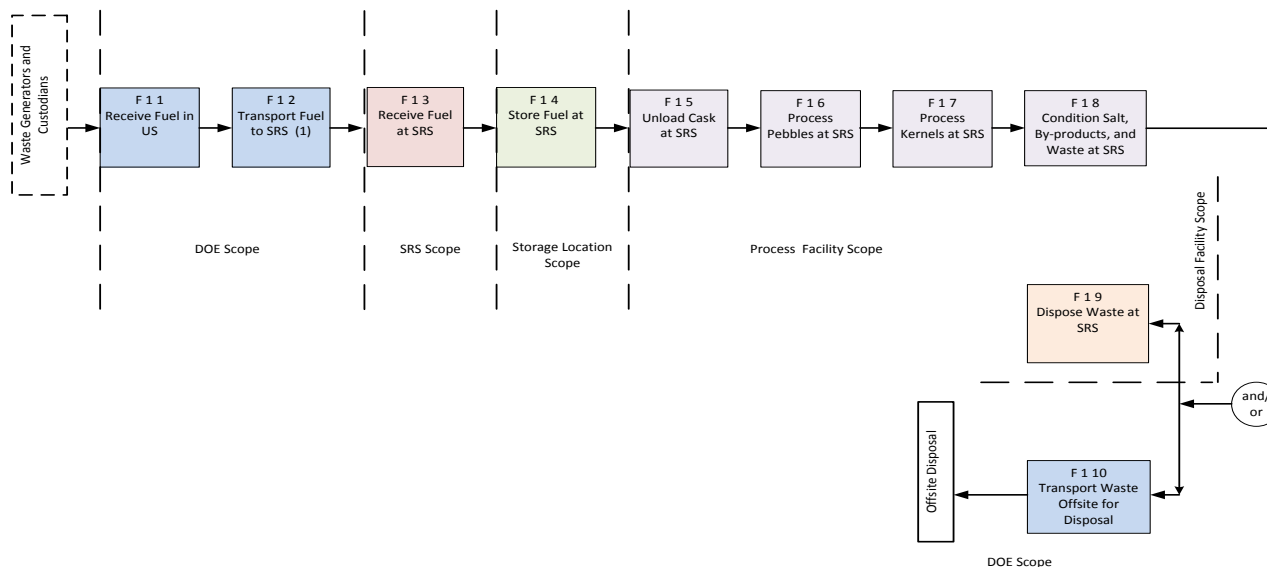 Waste Generators and
Custodians
F 1 1
Receive Fuel in
US
F 1 2
Transport Fuel
to SRS (1)
F 1 3
Receive Fuel
at SRS
F 1 4
Store Fuel at
SRS
F 1 5
Unload Cask
at SRS
F 1 6
Process
Pebbles at SRS
F 1 7
Process
Kernels at SRS
F 1 8
Condition Salt,
By-products, and
Waste at SRS
DOE Scope
SRS Scope
Storage Location
Scope
Process Facility Scope
Disposal Facility Scope
F 1 9
Dispose Waste at
SRS
and/
or
Offsite Disposal
F 1 10
Transport Waste
Offsite for
Disposal
DOE Scope